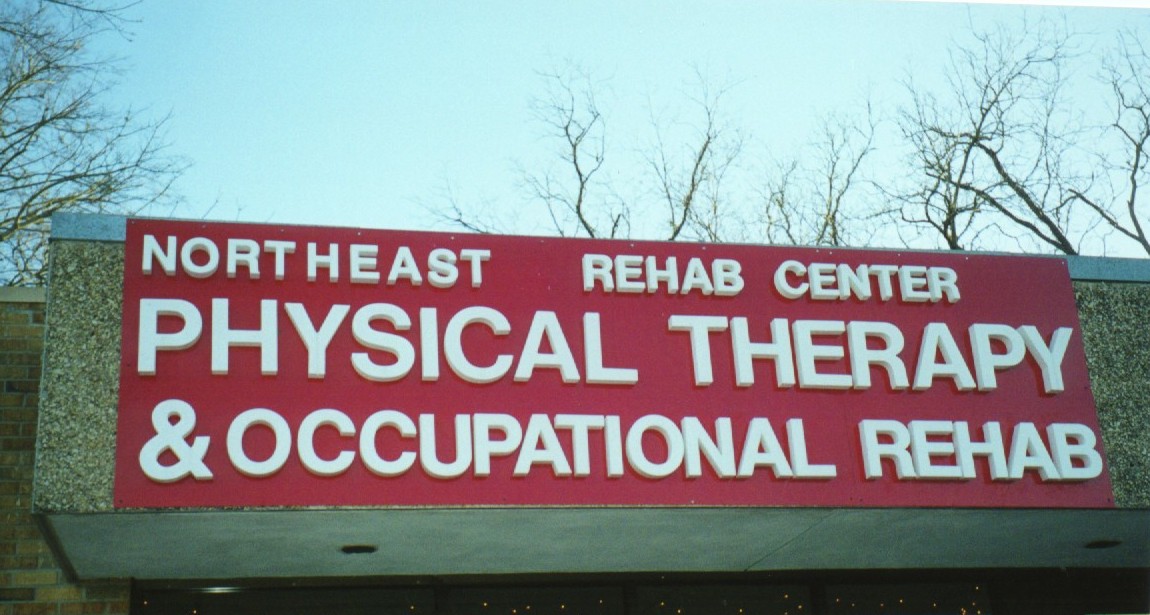 NORTHEAST REHAB CENTER
PHYSICAL THERAPY
& OCCUPATIONAL REHAB